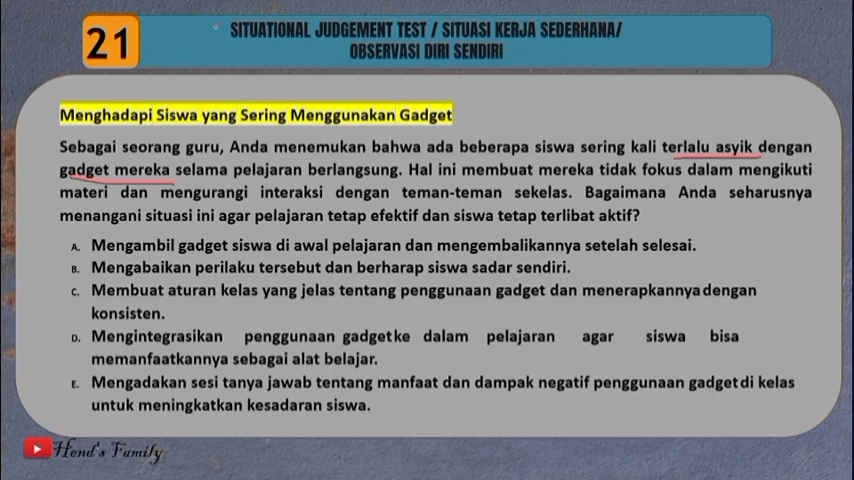 21
SITUATIONAL JUDGEMENT TEST / SITUASI KERJA SEDERHANA/
OBSERVASI DIRI SENDIRI
Menghadapi Siswa yang Sering Menggunakan Gadget
Sebagai seorang guru, Anda menemukan bahwa ada beberapa siswa sering kali terlalu asyik dengan
gadget mereka selama pelajaran berlangsung. Hal ini membuat mereka tidak fokus dalam mengikuti
materi dan mengurangi interaksi dengan teman-teman sekelas. Bagaimana Anda seharusnya
menangani situasi ini agar pelajaran tetap efektif dan siswa tetap terlibat aktif?
A. Mengambil gadget siswa di awal pelajaran dan mengembalikannya setelah selesai.
B. Mengabaikan perilaku tersebut dan berharap siswa sadar sendiri.
C. Membuat aturan kelas yang jelas tentang penggunaan gadget dan menerapkannya dengan
konsisten.
D. Mengintegrasikan penggunaan gadget ke dalam pelajaran agar siswa bisa
memanfaatkannya sebagai alat belajar.
E. Mengadakan sesi tanya jawab tentang manfaat dan dampak negatif penggunaan gadget di kelas
untuk meningkatkan kesadaran siswa.
Hend's Family